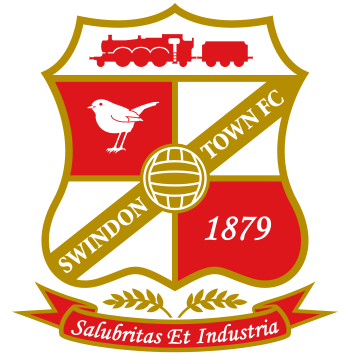 SWINDON TOWN FC
1879
Salubritas Et Industria